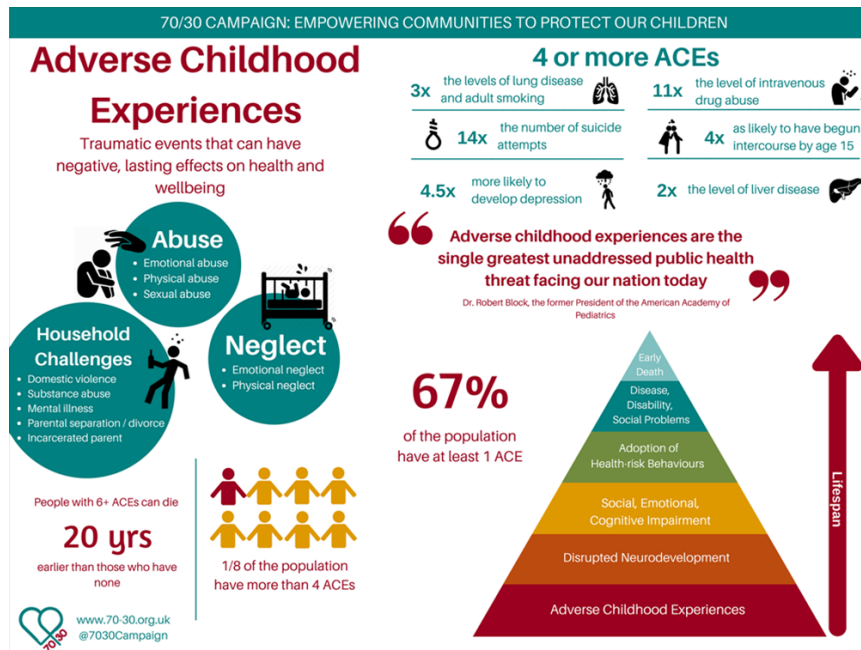 70/30 CAMPAIGN: EMPOWERING COMMUNITIES TO PROTECT OUR CHILDREN
Adverse Childhood
Experiences
Traumatic events that can have
negative, lasting effects on health and
wellbeing
Abuse
• Emotional abuse
• Physical abuse
• Sexual abuse
Household
Challenges
• Domestic violence
• Substance abuse
• Mental illness
• Parental separation / divorce
• Incarcerated parent
Neglect
• Emotional neglect
• Physical neglect
People with 6+ ACEs can die
20 yrs
earlier than those who have
none
1/8 of the population
have more than 4 ACEs
70/30
www.70-30.org.uk
@7030Campaign
4 or more ACEs
3x
the levels of lung disease
and adult smoking
11x
the level of intravenous
drug abuse
14x
the number of suicide
attempts
4x
as likely to have begun
intercourse by age 15
4.5x
more likely to
develop depression
2x
the level of liver disease
“
Adverse childhood experiences are the
single greatest unaddressed public health
threat facing our nation today
”
Dr. Robert Block, the former President of the American Academy of
Pediatrics
67%
of the population
have at least 1 ACE
Early
Death
Disease,
Disability,
Social Problems
Adoption of
Health-risk Behaviours
Social, Emotional,
Cognitive Impairment
Disrupted Neurodevelopment
Adverse Childhood Experiences
Lifespan